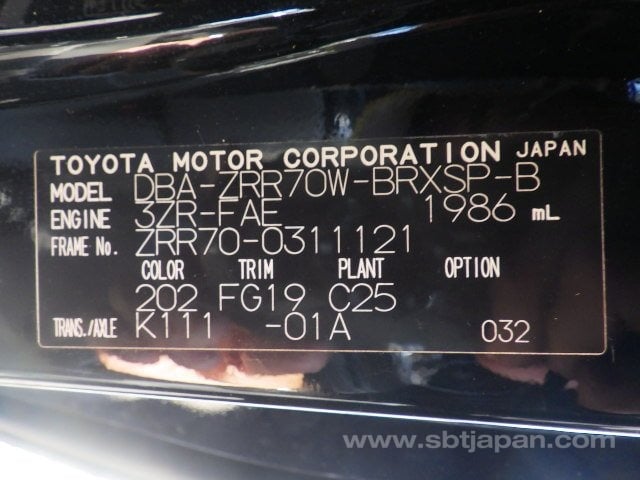 TOYOTA MOTOR CORPORATION JAPAN
MODEL DBA-ZRR70W-BRXSP-B
ENGINE 3ZR-FAE 1986 mL
FRAME No. ZRR70-0311121
COLOR TRIM PLANT OPTION
202 FG19 C25
TRANS./AXLE K111 -01A 032
www.sbtjapan.com